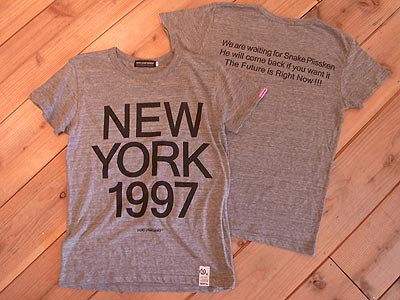 NEW
YORK
1997
We are waiting for Snake Plissken
He will come back if you want it
The Future is Right Now!!!